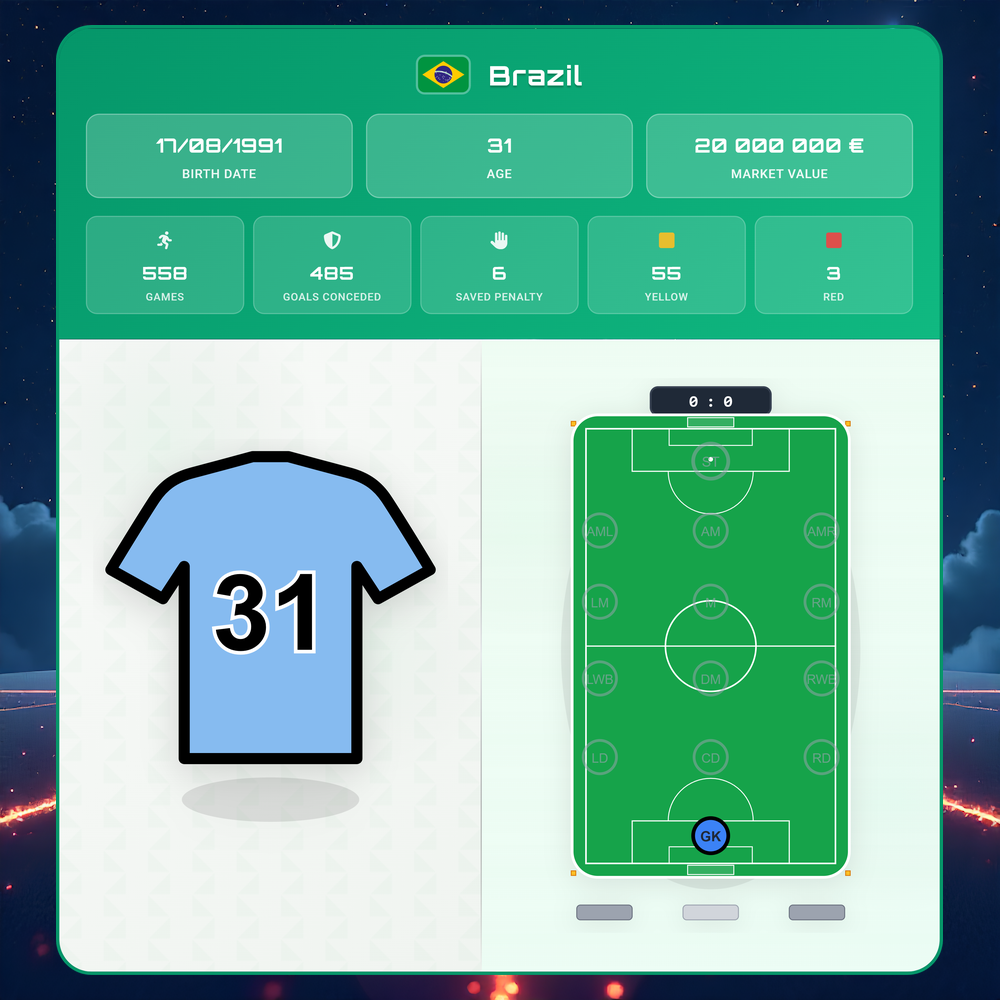 Brazil
17/08/1991
BIRTH DATE
31
AGE
20 000 000 €
MARKET VALUE
558
GAMES
485
GOALS CONCEDED
6
SAVED PENALTY
55
YELLOW
3
RED
31
0 : 0
ST
AML
AM
AMR
LM
M
RM
LWB
DM
RWB
LD
CD
RD
GK